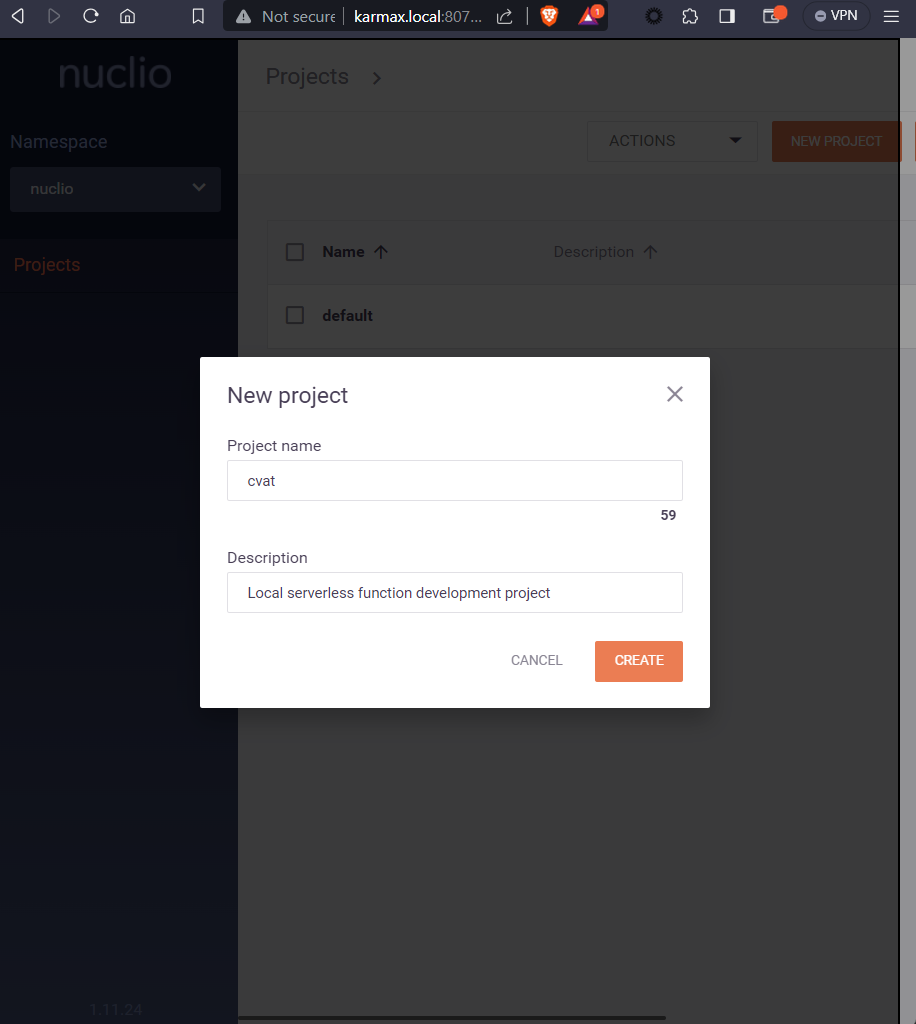 Not secure
karmax.local:807...
1
VPN
nuclio
Projects
Namespace
ACTIONS
NEW PROJECT
nuclio
Projects
Name
Description
default
New project
Project name
cvat
59
Description
Local serverless function development project
CANCEL
CREATE
1.11.24